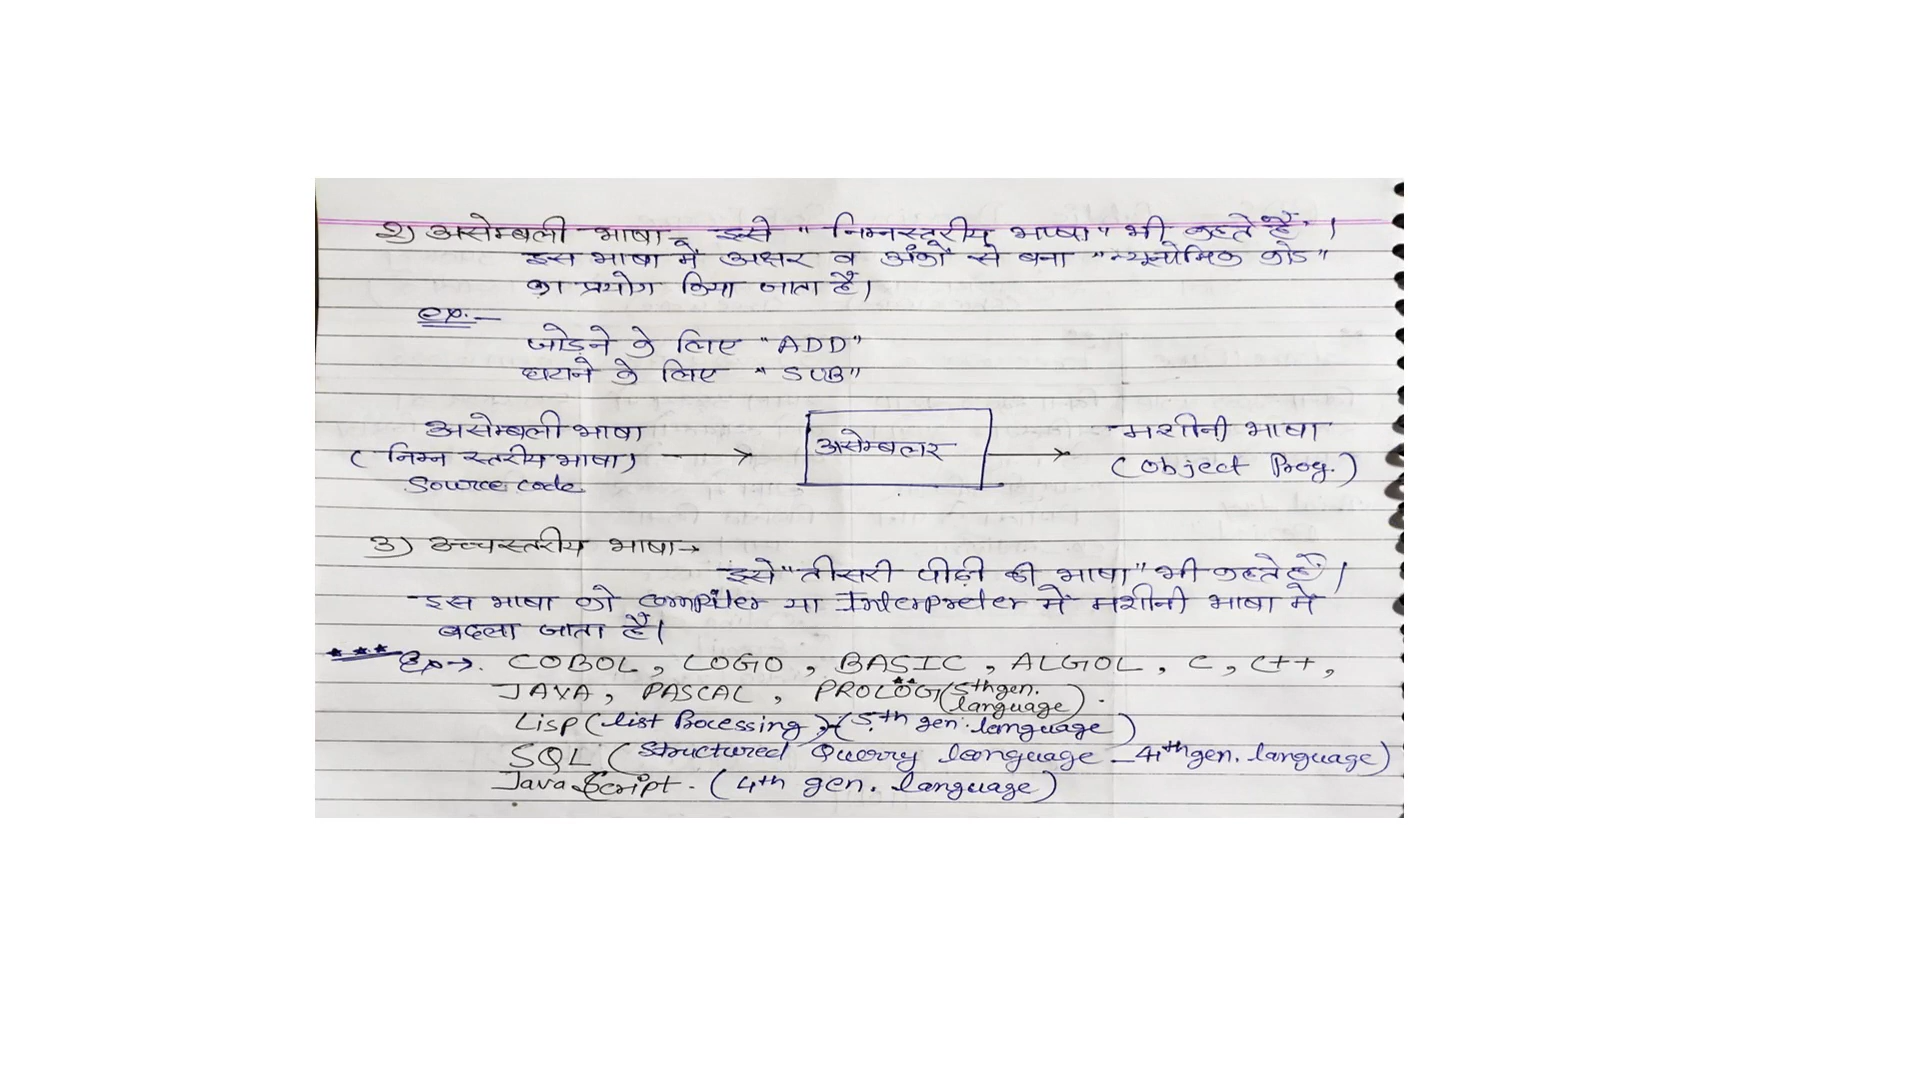 2) असेम्बली भाषा - इसे " निम्नस्तरीय भाषा" भी कहते हैं।
इस भाषा में अक्षर व अंको से बना "न्यूनोमिक कोड"
का प्रयोग किया जाता है।
ex.—
जोड़ने के लिए "ADD"
घटाने के लिए "SUB"
असेम्बली भाषा
( निम्न स्तरीय भाषा) → असेम्बलर → मशीनी भाषा
Source code (Object Prog.)
3) उच्चस्तरीय भाषा→
इसे "तीसरी पीढ़ी की भाषा" भी कहते हैं।
इस भाषा को compiler या Interpreter में मशीनी भाषा में
बदला जाता है।
*** Ex→. COBOL, LOGO, BASIC, ALGOL, C, C++,
JAVA, PASCAL, PROLOG(5th gen. language).
LISP (list Processing)-(5th gen. language)
SQL (Structured Querry language - 4th gen. language)
JavaScript. (4th gen. language)